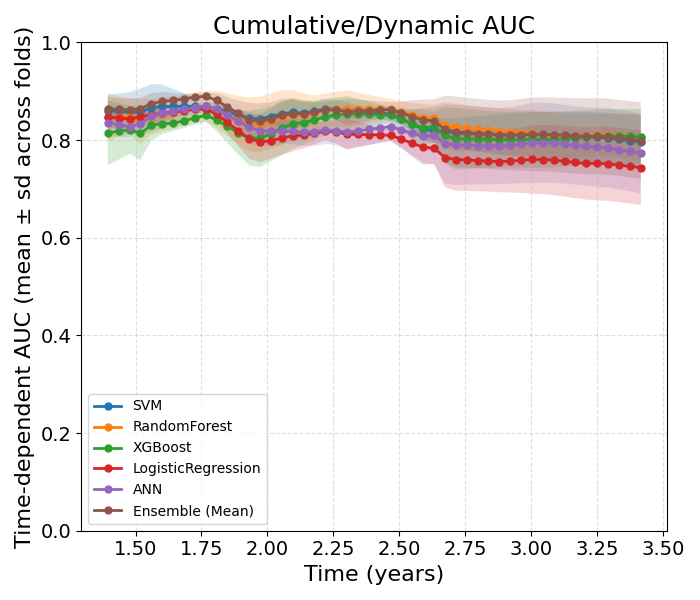 Cumulative/Dynamic AUC
Time-dependent AUC (mean ± sd across folds)
1.0
0.8
0.6
0.4
0.2
0.0
SVM
RandomForest
XGBoost
LogisticRegression
ANN
Ensemble (Mean)
1.50 1.75 2.00 2.25 2.50 2.75 3.00 3.25 3.50
Time (years)